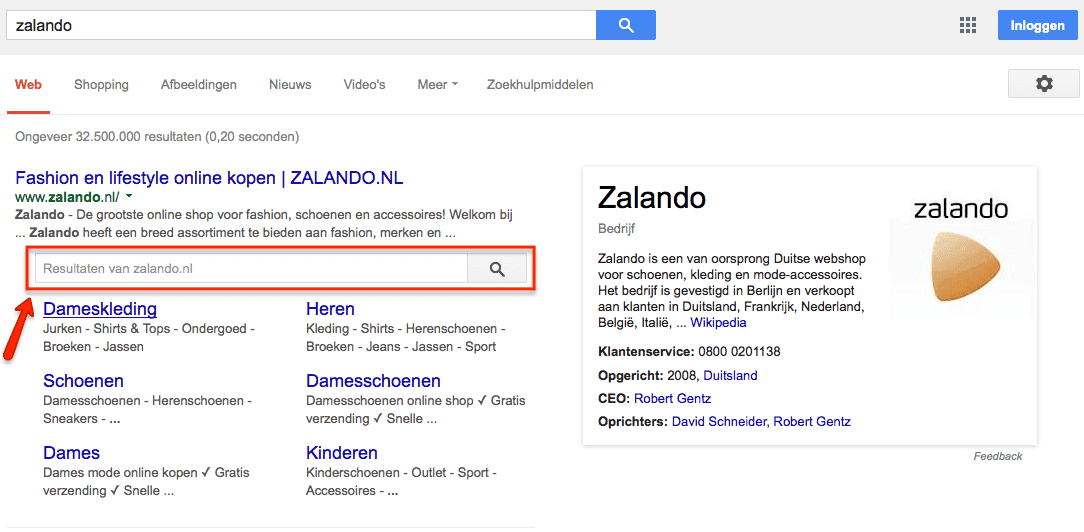 zalando
Inloggen
Web Shopping Afbeeldingen Nieuws Video's Meer Zoekhulpmiddelen
Ongeveer 32.500.000 resultaten (0,20 seconden)
Fashion en lifestyle online kopen | ZALANDO.NL
www.zalando.nl/
Zalando - De grootste online shop voor fashion, schoenen en accessoires! Welkom bij
... Zalando heeft een breed assortiment te bieden aan fashion, merken en ...
Resultaten van zalando.nl
Dameskleding
Jurken - Shirts & Tops - Ondergoed -
Broeken - Jassen
Heren
Kleding - Shirts - Herenschoenen -
Broeken - Jeans - Jassen - Sport
Schoenen
Damesschoenen - Herenschoenen -
Sneakers - ...
Damesschoenen
Damesschoenen online shop ✓ Gratis
verzending ✓ Snelle ...
Dames
Dames mode online kopen ✓ Gratis
verzending ✓ Snelle ...
Kinderen
Kinderschoenen - Outlet - Sport -
Accessoires - ...
Zalando
Bedrijf
zalando
Zalando is een van oorsprong Duitse webshop
voor schoenen, kleding en mode-accessoires.
Het bedrijf is gevestigd in Berlijn en verkoopt
aan klanten in Duitsland, Frankrijk, Nederland,
België, Italië, ... Wikipedia
Klantenservice: 0800 0201138
Opgericht: 2008, Duitsland
CEO: Robert Gentz
Oprichters: David Schneider, Robert Gentz
Feedback